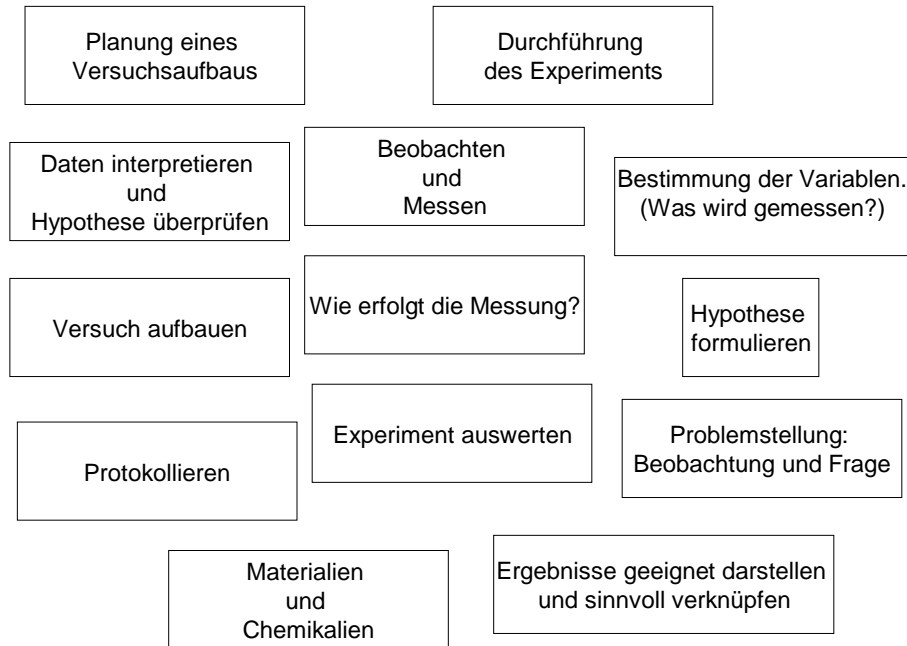 Planung eines
Versuchsaufbaus
Durchführung
des Experiments
Daten interpretieren
und
Hypothese überprüfen
Beobachten
und
Messen
Bestimmung der Variablen.
(Was wird gemessen?)
Versuch aufbauen
Wie erfolgt die Messung?
Hypothese
formulieren
Protokollieren
Experiment auswerten
Problemstellung:
Beobachtung und Frage
Materialien
und
Chemikalien
Ergebnisse geeignet darstellen
und sinnvoll verknüpfen